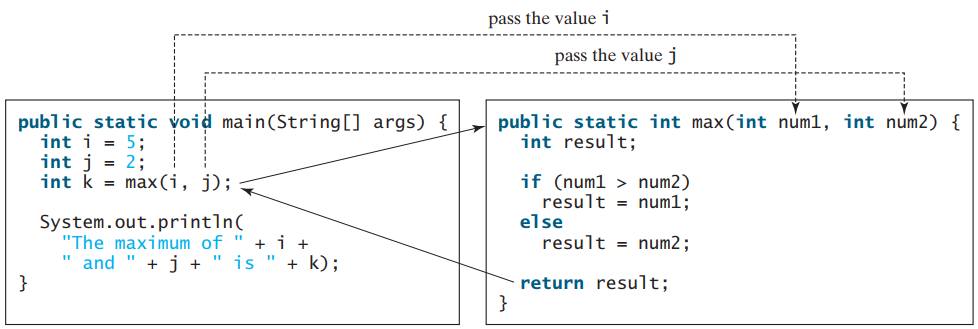 pass the value i
pass the value j
public static void main(String[] args) {
int i = 5;
int j = 2;
int k = max(i, j);
System.out.println(
"The maximum of " + i +
" and " + j + " is " + k);
}
public static int max(int num1, int num2) {
int result;
if (num1 > num2)
result = num1;
else
result = num2;
return result;
}